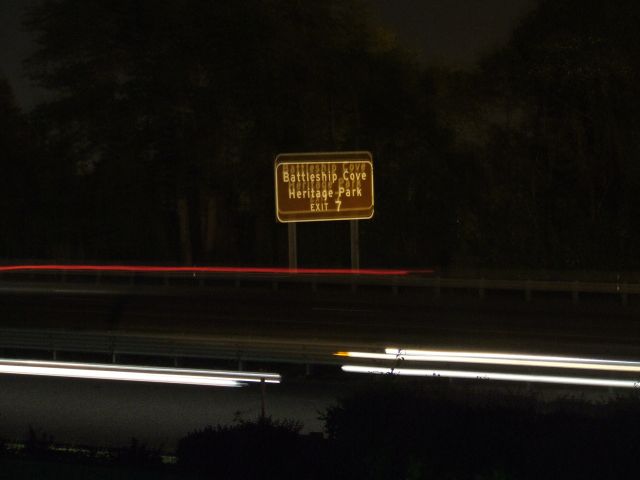 Battleship Cove
Heritage Park
EXIT 7